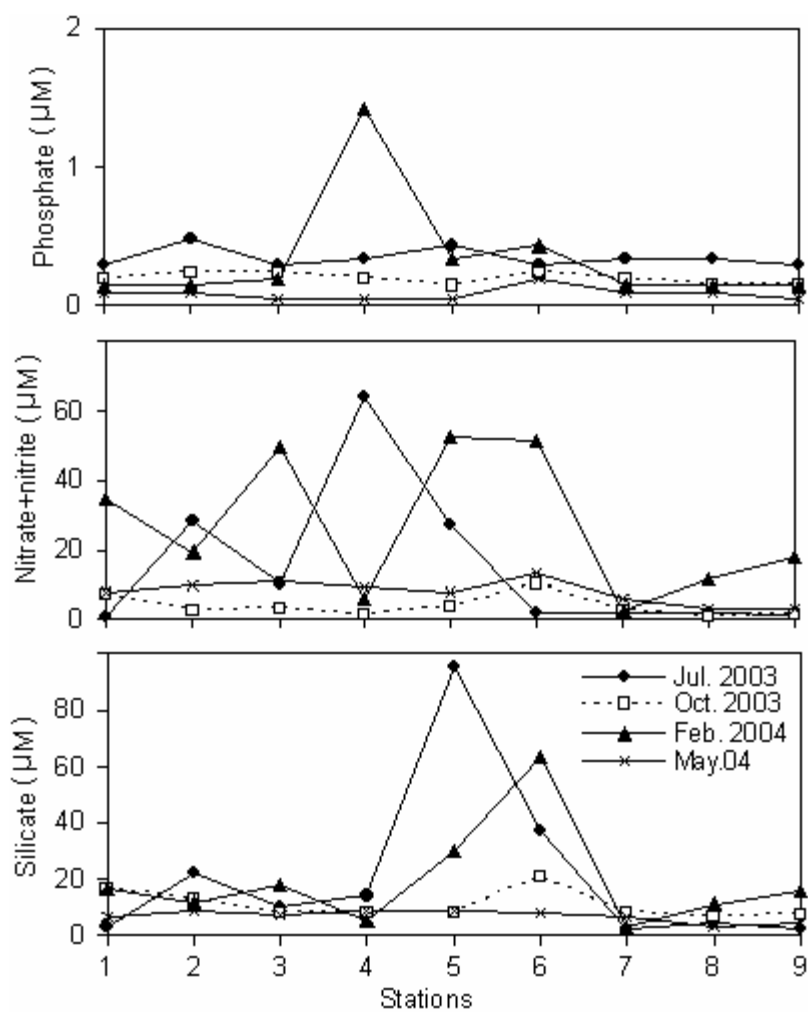 2
1
0
Phosphate ( µM)
60
40
20
0
Nitrate+nitrite ( µM)
80
60
40
20
0
Silicate ( µM)
Jul. 2003
Oct. 2003
Feb. 2004
May.04
1 2 3 4 5 6 7 8 9
Stations